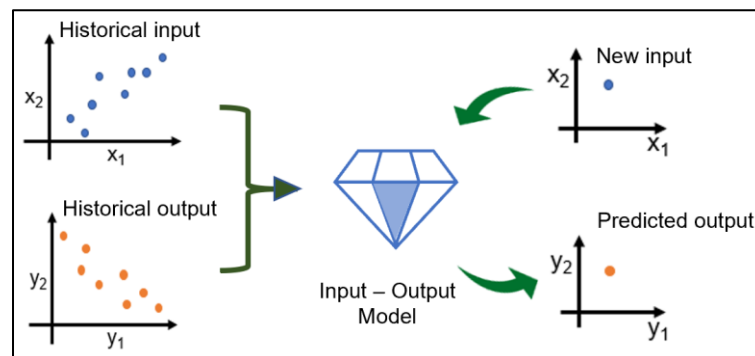 Historical input
x₂
x₁
Historical output
y₂
y₁
Input – Output
Model
New input
x₂
x₁
Predicted output
y₂
y₁